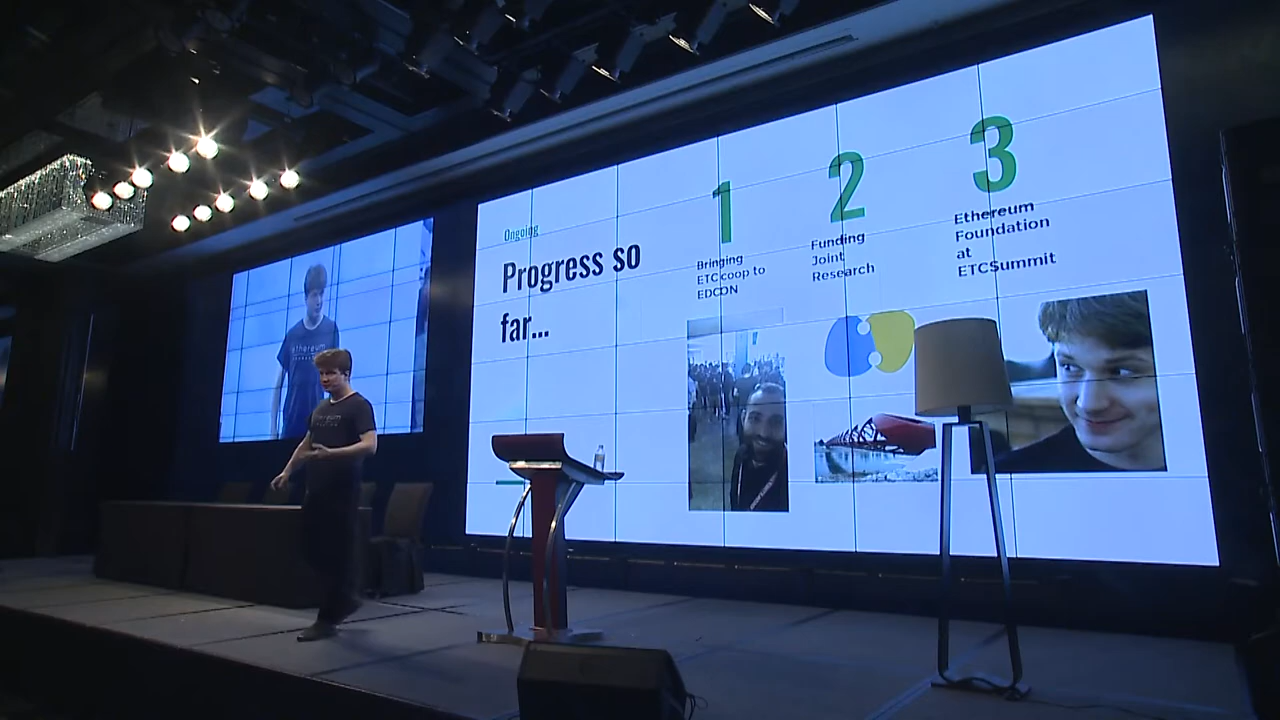 Ongoing
Progress so
far...
1
Bringing
ETC coop to
EDCON
2
Funding
Joint
Research
3
Ethereum
Foundation
at
ETCSummit
ethereum